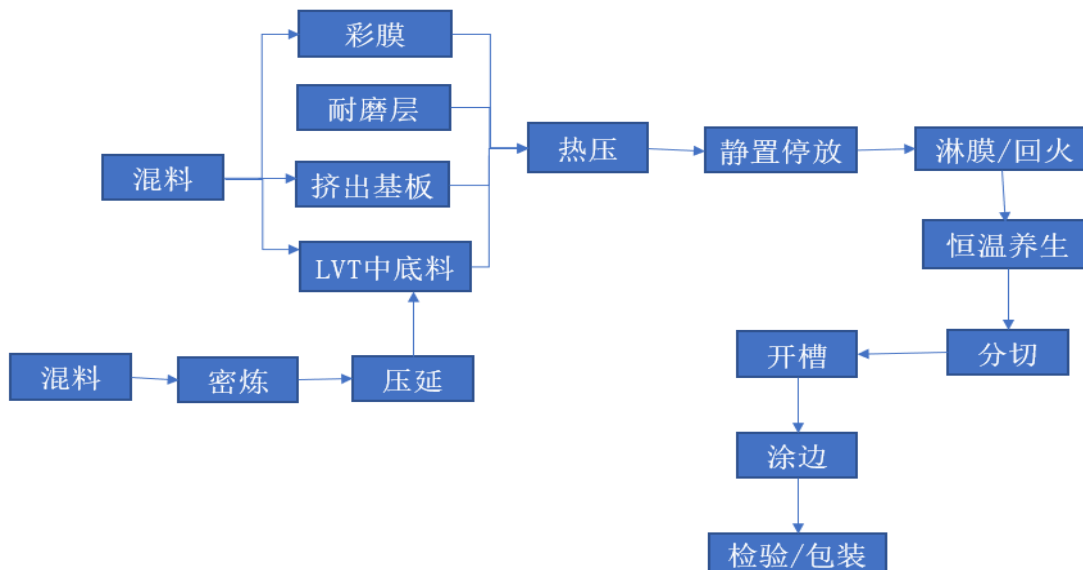 彩膜
耐磨层
混料
挤出基板
LVT中底料
热压
静置停放
淋膜/回火
恒温养生
混料
密炼
压延
开槽
分切
涂边
检验/包装